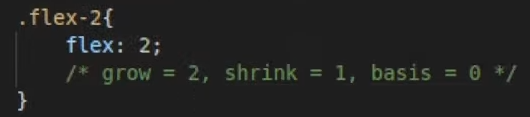 .flex-2{
flex: 2;
/* grow = 2, shrink = 1, basis = 0 */
}